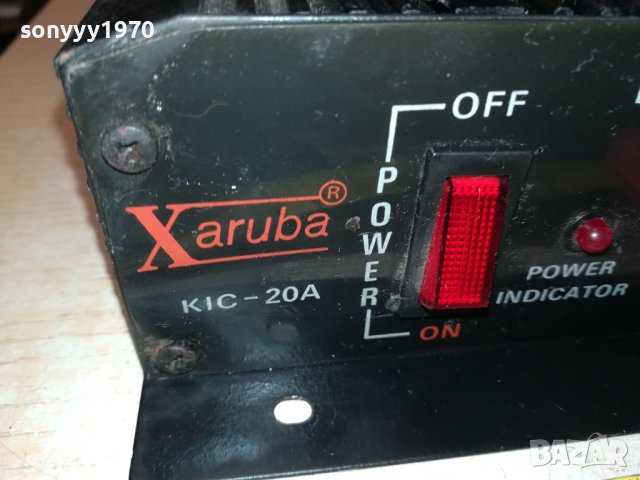 sonyyy1970
OFF
POWER
Xaruba®
KIC-20A
ON
POWER
INDICATOR
BAZAR